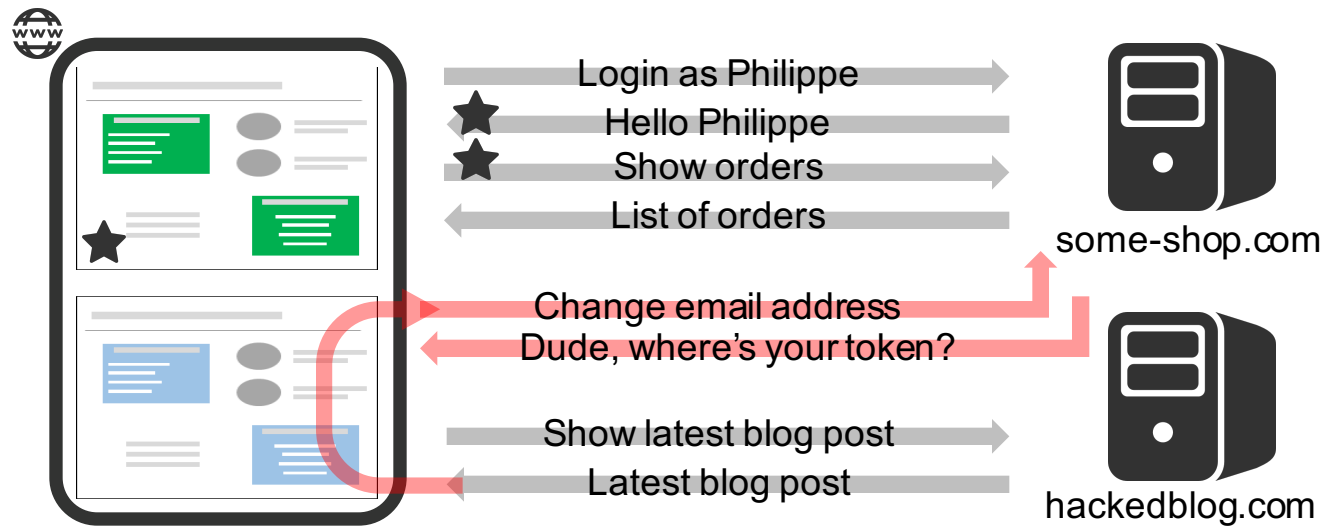 www
Login as Philippe
Hello Philippe
Show orders
List of orders
some-shop.com
Change email address
Dude, where’s your token?
Show latest blog post
Latest blog post
hackedblog.com